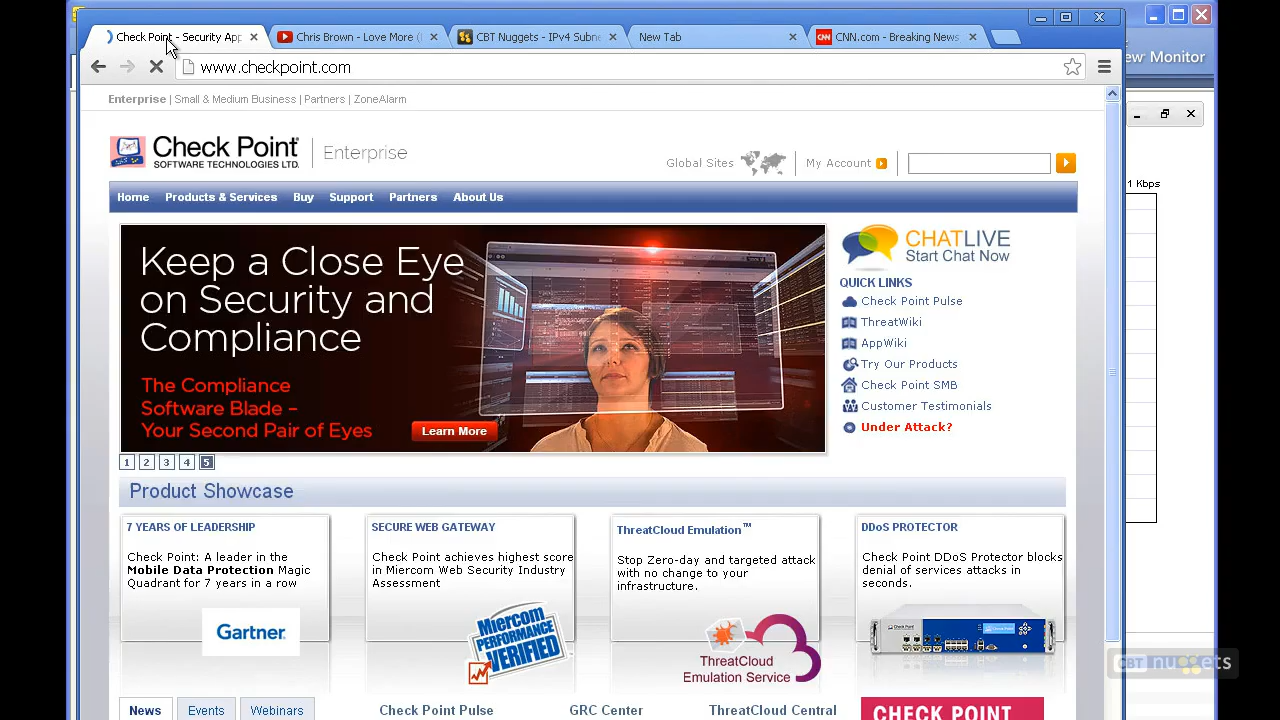 Check Point - Security App
Chris Brown - Love More (
CBT Nuggets - IPv4 Subne
New Tab
CNN.com - Breaking News
www.checkpoint.com
ew Monitor
Enterprise | Small & Medium Business | Partners | ZoneAlarm
Check Point
SOFTWARE TECHNOLOGIES LTD.
Enterprise
Global Sites
My Account
1 Kbps
Home
Products & Services
Buy
Support
Partners
About Us
Keep a Close Eye
on Security and
Compliance
The Compliance
Software Blade –
Your Second Pair of Eyes
Learn More
1 2 3 4 5
CHATLIVE
Start Chat Now
QUICK LINKS
Check Point Pulse
ThreatWiki
AppWiki
Try Our Products
Check Point SMB
Customer Testimonials
Under Attack?
Product Showcase
7 YEARS OF LEADERSHIP
Check Point: A leader in the
Mobile Data Protection Magic
Quadrant for 7 years in a row
Gartner.
SECURE WEB GATEWAY
Check Point achieves highest score
in Miercom Web Security Industry
Assessment
Miercom
PERFORMANCE
VERIFIED
ThreatCloud Emulation™
Stop Zero-day and targeted attack
with no change to your
infrastructure.
ThreatCloud
Emulation Service
DDoS PROTECTOR
Check Point DDoS Protector blocks
denial of services attacks in
seconds.
CBT nuggets
News
Events
Webinars
Check Point Pulse
GRC Center
ThreatCloud Central
CHECK POINT